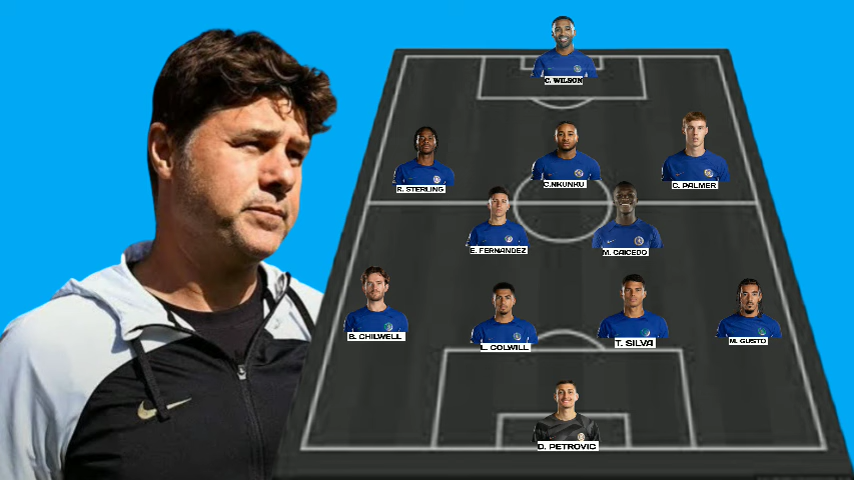 C. WILSON
R. STERLING
C.NKUNKU
C. PALMER
E. FERNANDEZ
M. CAICEDO
B. CHILWELL
L. COLWILL
T. SILVA
M. GUSTO
D. PETROVIC